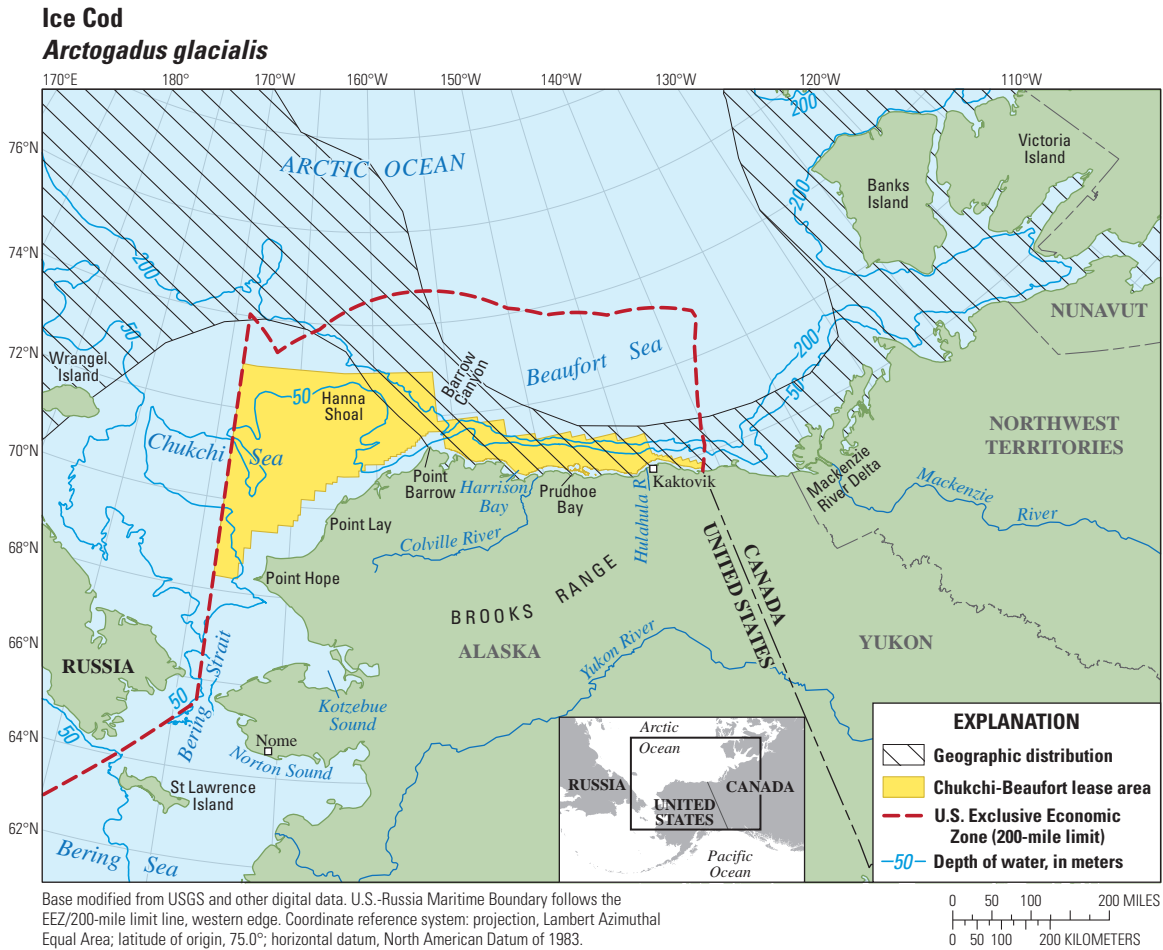 Ice Cod
Arctogadus glacialis
170°E
180°
170°W
160°W
150°W
140°W
130°W
120°W
110°W
76°N
74°N
72°N
70°N
68°N
66°N
64°N
62°N
ARCTIC OCEAN
200
200
200
200
50
50
50
50
50
Victoria
Island
Banks
Island
NUNAVUT
Wrangel
Island
Hanna
Shoal
Barrow
Canyon
Beaufort Sea
Chukchi Sea
NORTHWEST
TERRITORIES
Point
Barrow
Harrison
Bay
Prudhoe
Bay
Hulahula R
Kaktovik
Mackenzie
River Delta
Mackenzie
River
Point Lay
Colville River
Point Hope
BROOKS RANGE
CANADA
UNITED STATES
RUSSIA
Bering Strait
ALASKA
Yukon River
YUKON
Kotzebue
Sound
Nome
Norton Sound
St Lawrence
Island
Bering Sea
Arctic
Ocean
RUSSIA
UNITED
STATES
CANADA
Pacific
Ocean
EXPLANATION
Geographic distribution
Chukchi-Beaufort lease area
U.S. Exclusive Economic
Zone (200-mile limit)
50 Depth of water, in meters
Base modified from USGS and other digital data. U.S.-Russia Maritime Boundary follows the
EEZ/200-mile limit line, western edge. Coordinate reference system: projection, Lambert Azimuthal
Equal Area; latitude of origin, 75.0°; horizontal datum, North American Datum of 1983.
0 50 100 200 MILES
0 50 100 200 KILOMETERS